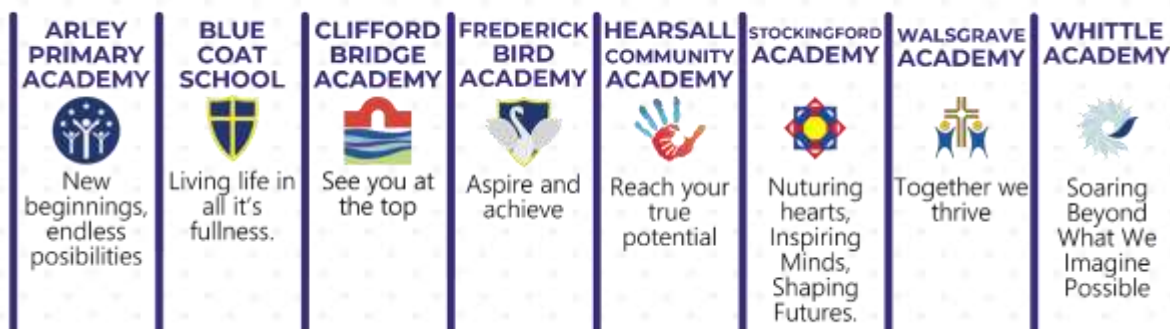 ARLEY
PRIMARY
ACADEMY
New
beginnings,
endless
posibilities
BLUE
COAT
SCHOOL
Living life in
all it's
fullness.
CLIFFORD
BRIDGE
ACADEMY
See you at
the top
FREDERICK
BIRD
ACADEMY
Aspire and
achieve
HEARSALL
COMMUNITY
ACADEMY
Reach your
true
potential
STOCKINGFORD
ACADEMY
Nuturing
hearts,
Inspiring
Minds,
Shaping
Futures.
WALSGRAVE
ACADEMY
Together we
thrive
WHITTLE
ACADEMY
Soaring
Beyond
What We
Imagine
Possible